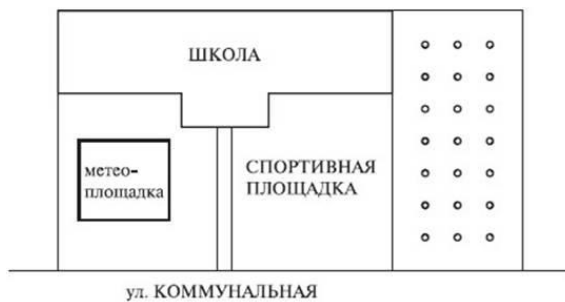 ШКОЛА
метео-
площадка
СПОРТИВНАЯ
ПЛОЩАДКА
ул. КОММУНАЛЬНАЯ